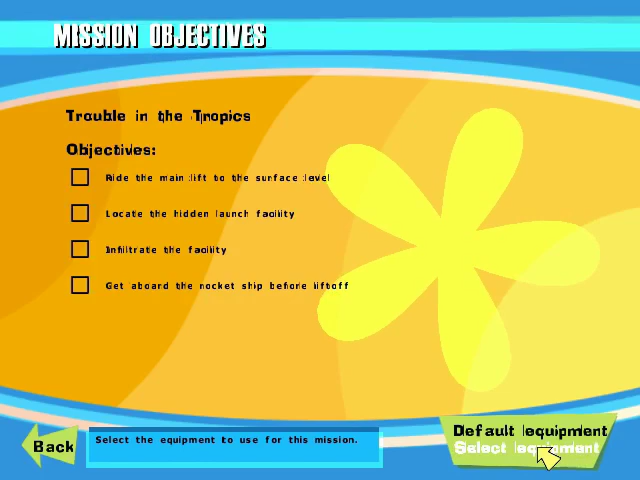 MISSION OBJECTIVES
Trouble in the Tropics
Objectives:
Ride the main lift to the surface level
Locate the hidden launch facility
Infiltrate the facility
Get aboard the rocket ship before liftoff
Default equipment
Select equipment
Back
Select the equipment to use for this mission.